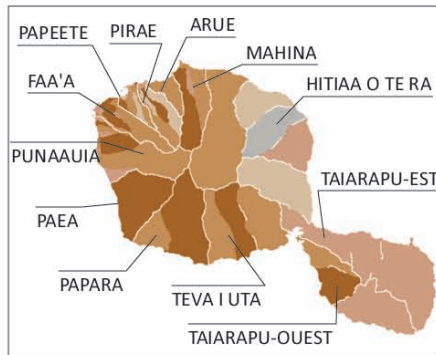 ARUE
PIRAE
PAPEETE
MAHINA
FAA'A
HITIAA O TE RA
PUNAAUIA
TAIARAPU-EST
PAEA
PAPARA
TEVA I UTA
TAIARAPU-OUEST